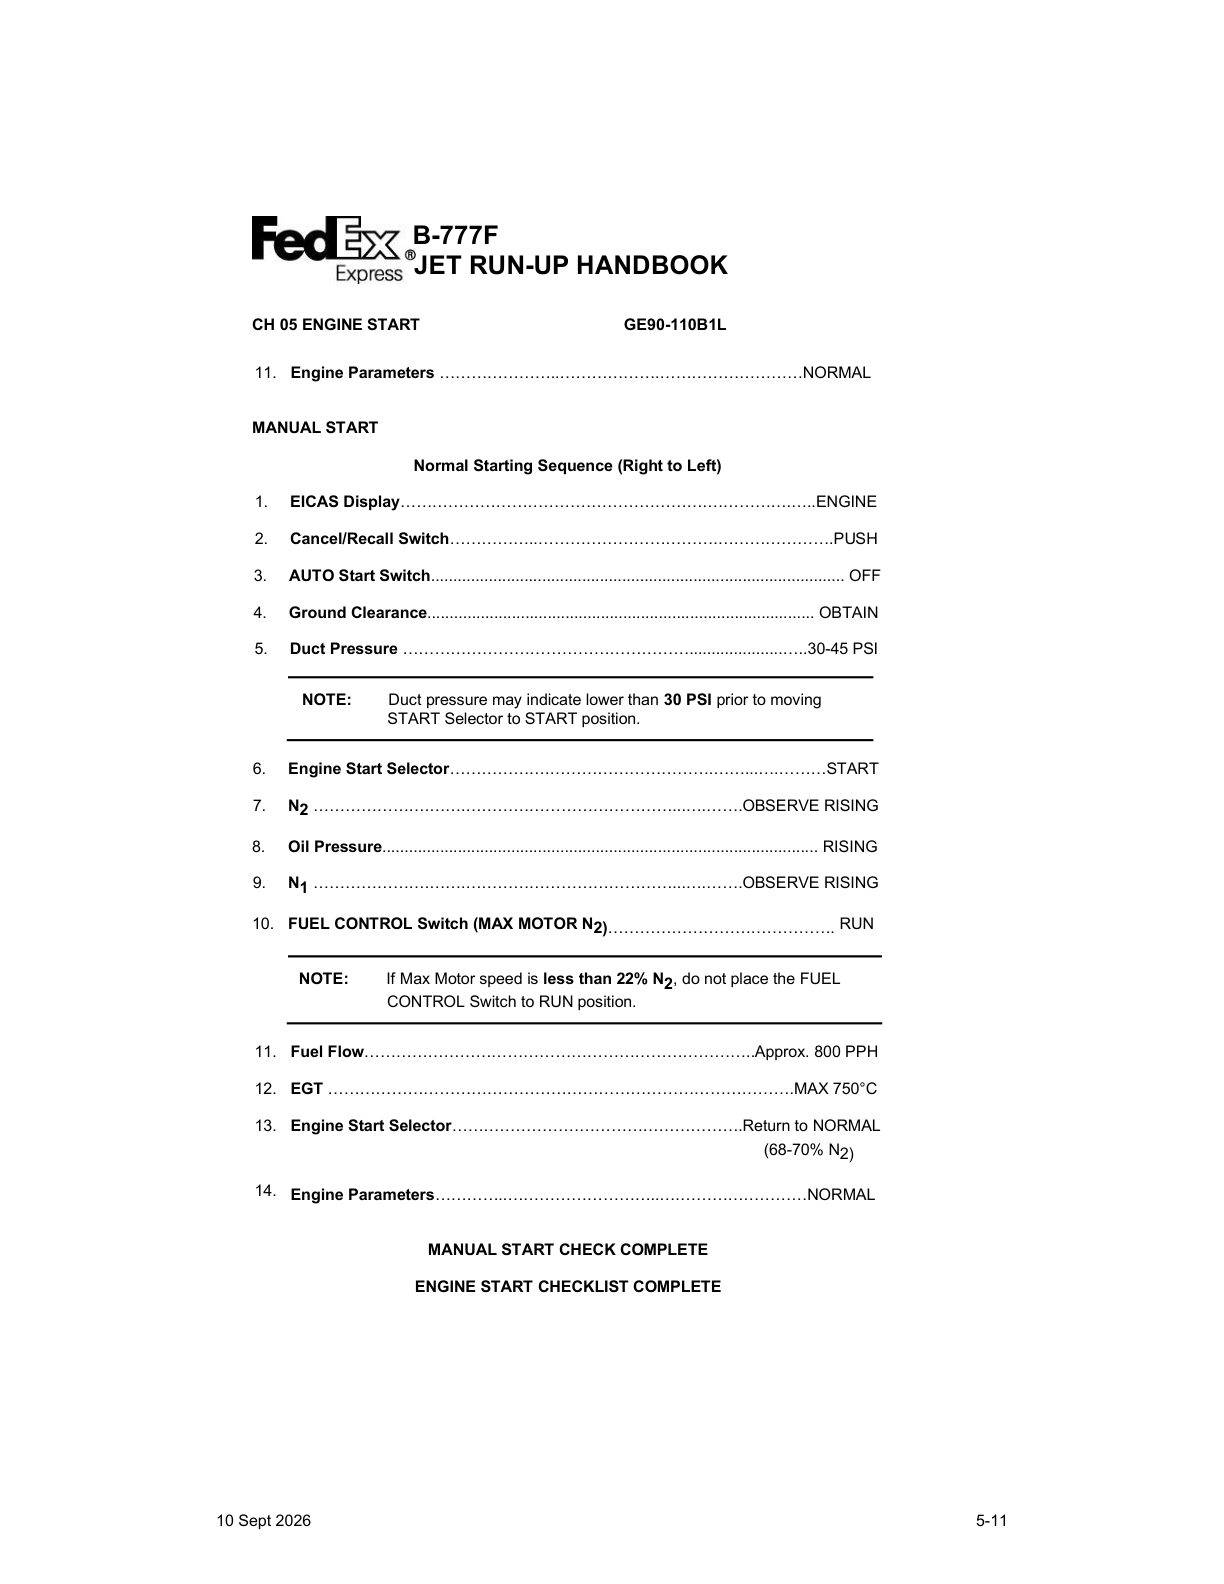 FedEx Express® B-777F
JET RUN-UP HANDBOOK
CH 05 ENGINE START GE90-110B1L
11. Engine Parameters ……………………………………………………………NORMAL
MANUAL START
Normal Starting Sequence (Right to Left)
1. EICAS Display……………………………………………………………………..ENGINE
2. Cancel/Recall Switch……………………………………………………………….PUSH
3. AUTO Start Switch............................................................................................. OFF
4. Ground Clearance....................................................................................... OBTAIN
5. Duct Pressure ………………………………………………......................…..30-45 PSI
NOTE: Duct pressure may indicate lower than 30 PSI prior to moving
START Selector to START position.
6. Engine Start Selector………………………………………………...…..………START
7. N2 ……………………………………………………………...…..…….OBSERVE RISING
8. Oil Pressure.................................................................................................. RISING
9. N1 ……………………………………………………………...…..…….OBSERVE RISING
10. FUEL CONTROL Switch (MAX MOTOR N2)……………………………………. RUN
NOTE: If Max Motor speed is less than 22% N2, do not place the FUEL
CONTROL Switch to RUN position.
11. Fuel Flow………………………………………………………………..Approx. 800 PPH
12. EGT …………………………………………………………………………….MAX 750°C
13. Engine Start Selector……………………………………………….Return to NORMAL
(68-70% N2)
14. Engine Parameters…………..………………………..………………………NORMAL
MANUAL START CHECK COMPLETE
ENGINE START CHECKLIST COMPLETE
10 Sept 2026 5-11